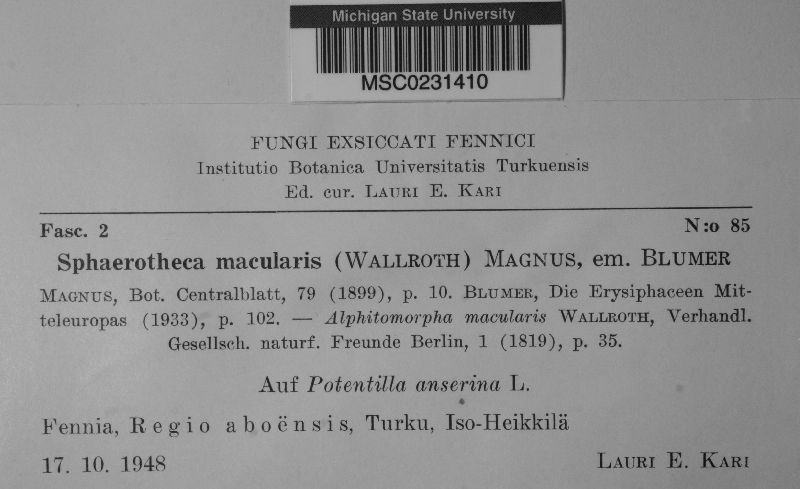 Michigan State University
MSC0231410
FUNGI EXSICCATI FENNICI
Institutio Botanica Universitatis Turkuensis
Ed. cur. LAURI E. KARI
Fasc. 2 N:o 85
Sphaerotheca macularis (WALLROTH) MAGNUS, em. BLUMER
MAGNUS, Bot. Centralblatt, 79 (1899), p. 10. BLUMER, Die Erysiphaceen Mit-
teleuropas (1933), p. 102. — Alphitomorpha macularis WALLROTH, Verhandl.
Gesellsch. naturf. Freunde Berlin, 1 (1819), p. 35.
Auf Potentilla anserina L.
Fennia, Regio aboënsis, Turku, Iso-Heikkilä
17. 10. 1948 LAURI E. KARI